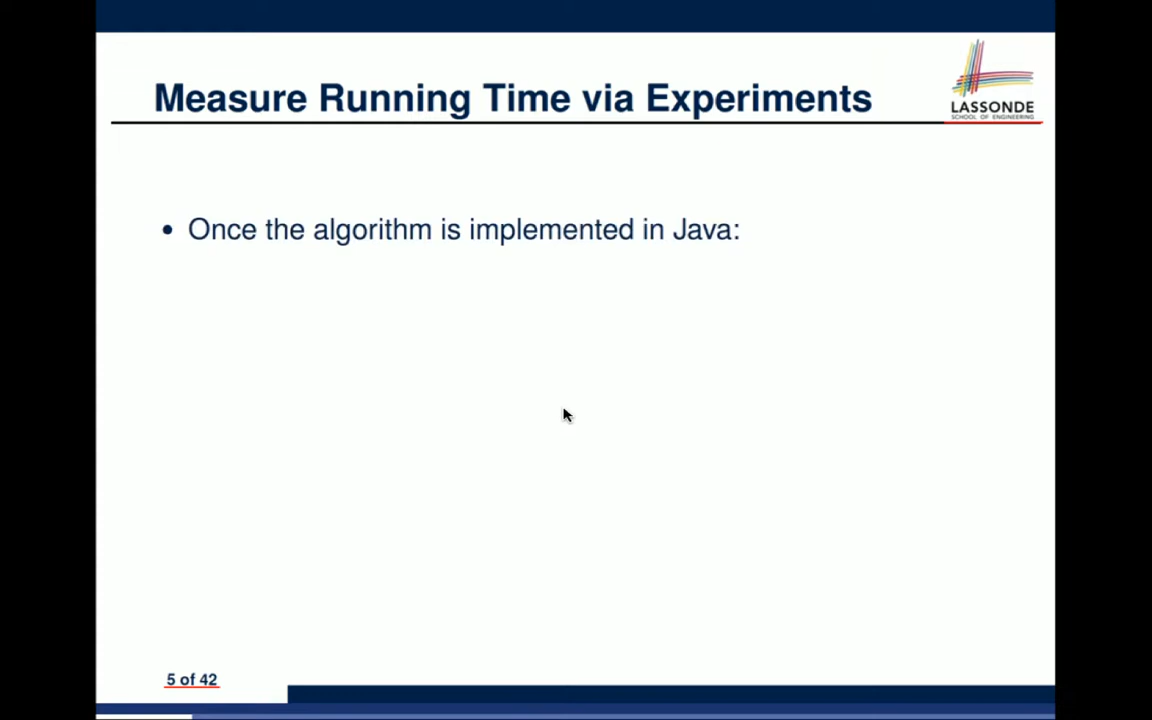 Measure Running Time via Experiments
LASSONDE
SCHOOL OF ENGINEERING
• Once the algorithm is implemented in Java:
5 of 42